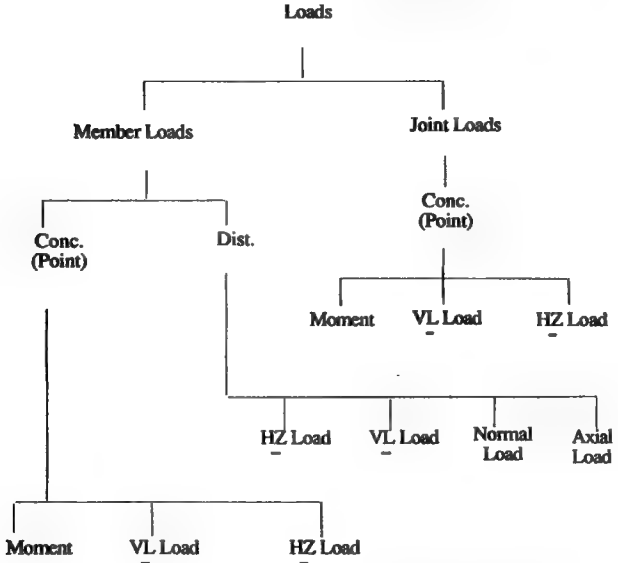 Loads
Member Loads
Joint Loads
Conc.
(Point)
Dist.
Conc.
(Point)
Moment
VL Load
HZ Load
HZ Load
VL Load
Normal
Load
Axial
Load
Moment
VL Load
HZ Load